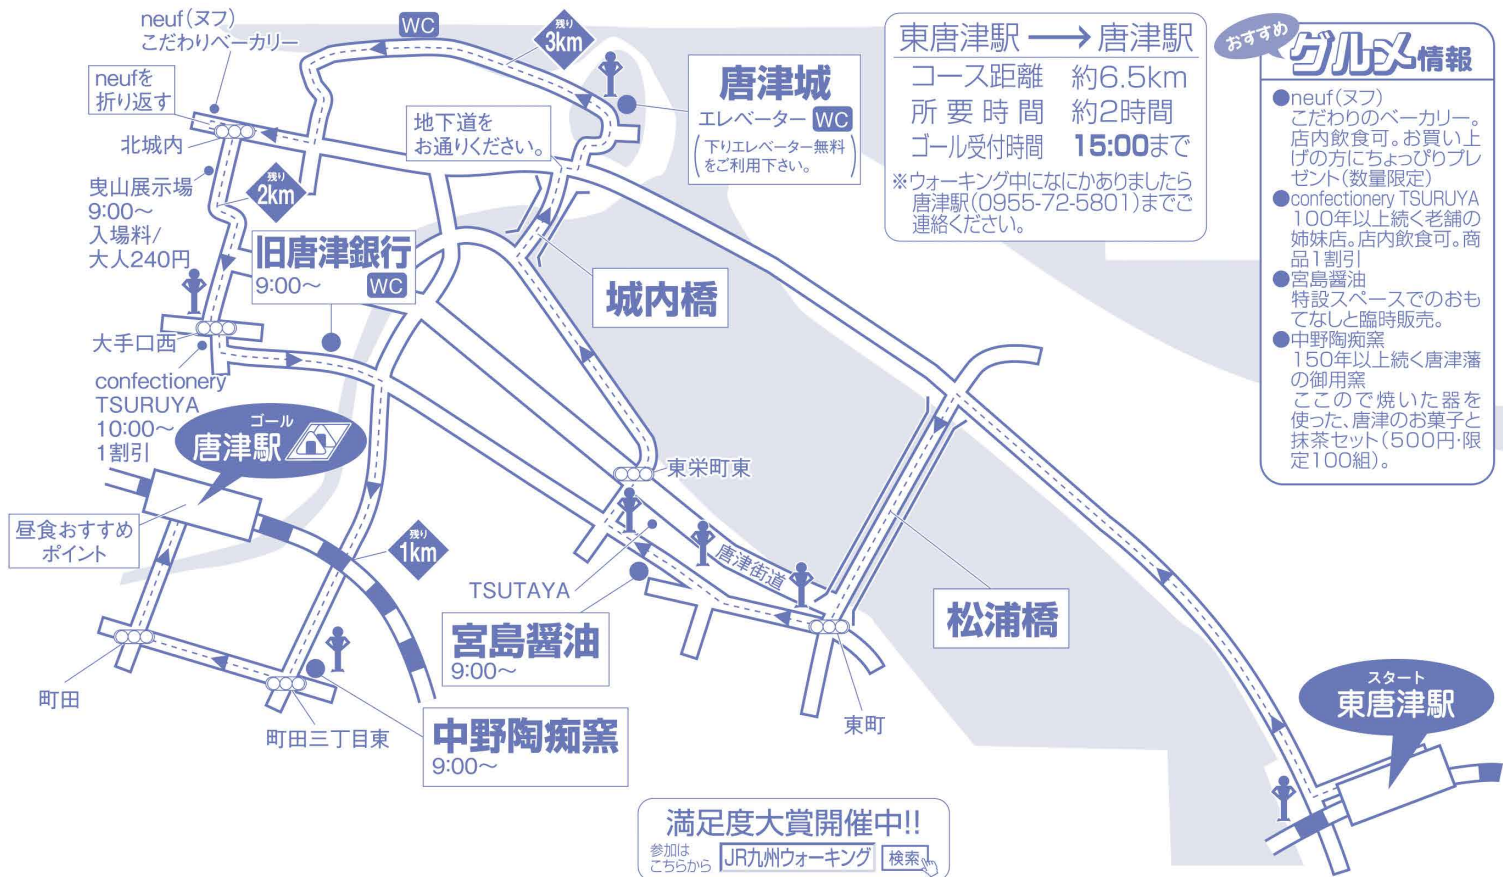 neuf(ヌフ)
こだわりベーカリー
WC
残り
3km
neufを
折り返す
北城内
地下道を
お通りください。
唐津城
エレベーター WC
(下りエレベーター無料
をご利用下さい。)
東唐津駅→唐津駅
コース距離 約6.5km
所要時間 約2時間
ゴール受付時間 15:00まで
※ウォーキング中になにかありましたら
唐津駅(0955-72-5801)までご
連絡ください。
おすすめ
グルメ情報
●neuf(ヌフ)
こだわりのベーカリー。
店内飲食可。お買い上
げの方にちょっぴりプレ
ゼント(数量限定)
●confectionery TSURUYA
100年以上続く老舗の
姉妹店。店内飲食可。商
品1割引
●宮島醤油
特設スペースでのおも
てなしと臨時販売。
●中野陶痴窯
150年以上続く唐津藩
の御用窯
ここので焼いた器を
使った、唐津のお菓子と
抹茶セット(500円・限
定100組)。
曳山展示場
9:00～
入場料/
大人240円
残り
2km
旧唐津銀行
9:00～ WC
城内橋
大手口西
confectionery
TSURUYA
10:00～
1割引
ゴール
唐津駅
昼食おすすめ
ポイント
残り
1km
東栄町東
唐津街道
TSUTAYA
宮島醤油
9:00～
松浦橋
東町
町田
町田三丁目東
中野陶痴窯
9:00～
スタート
東唐津駅
満足度大賞開催中!!
参加は
こちらから
JR九州ウォーキング 検索